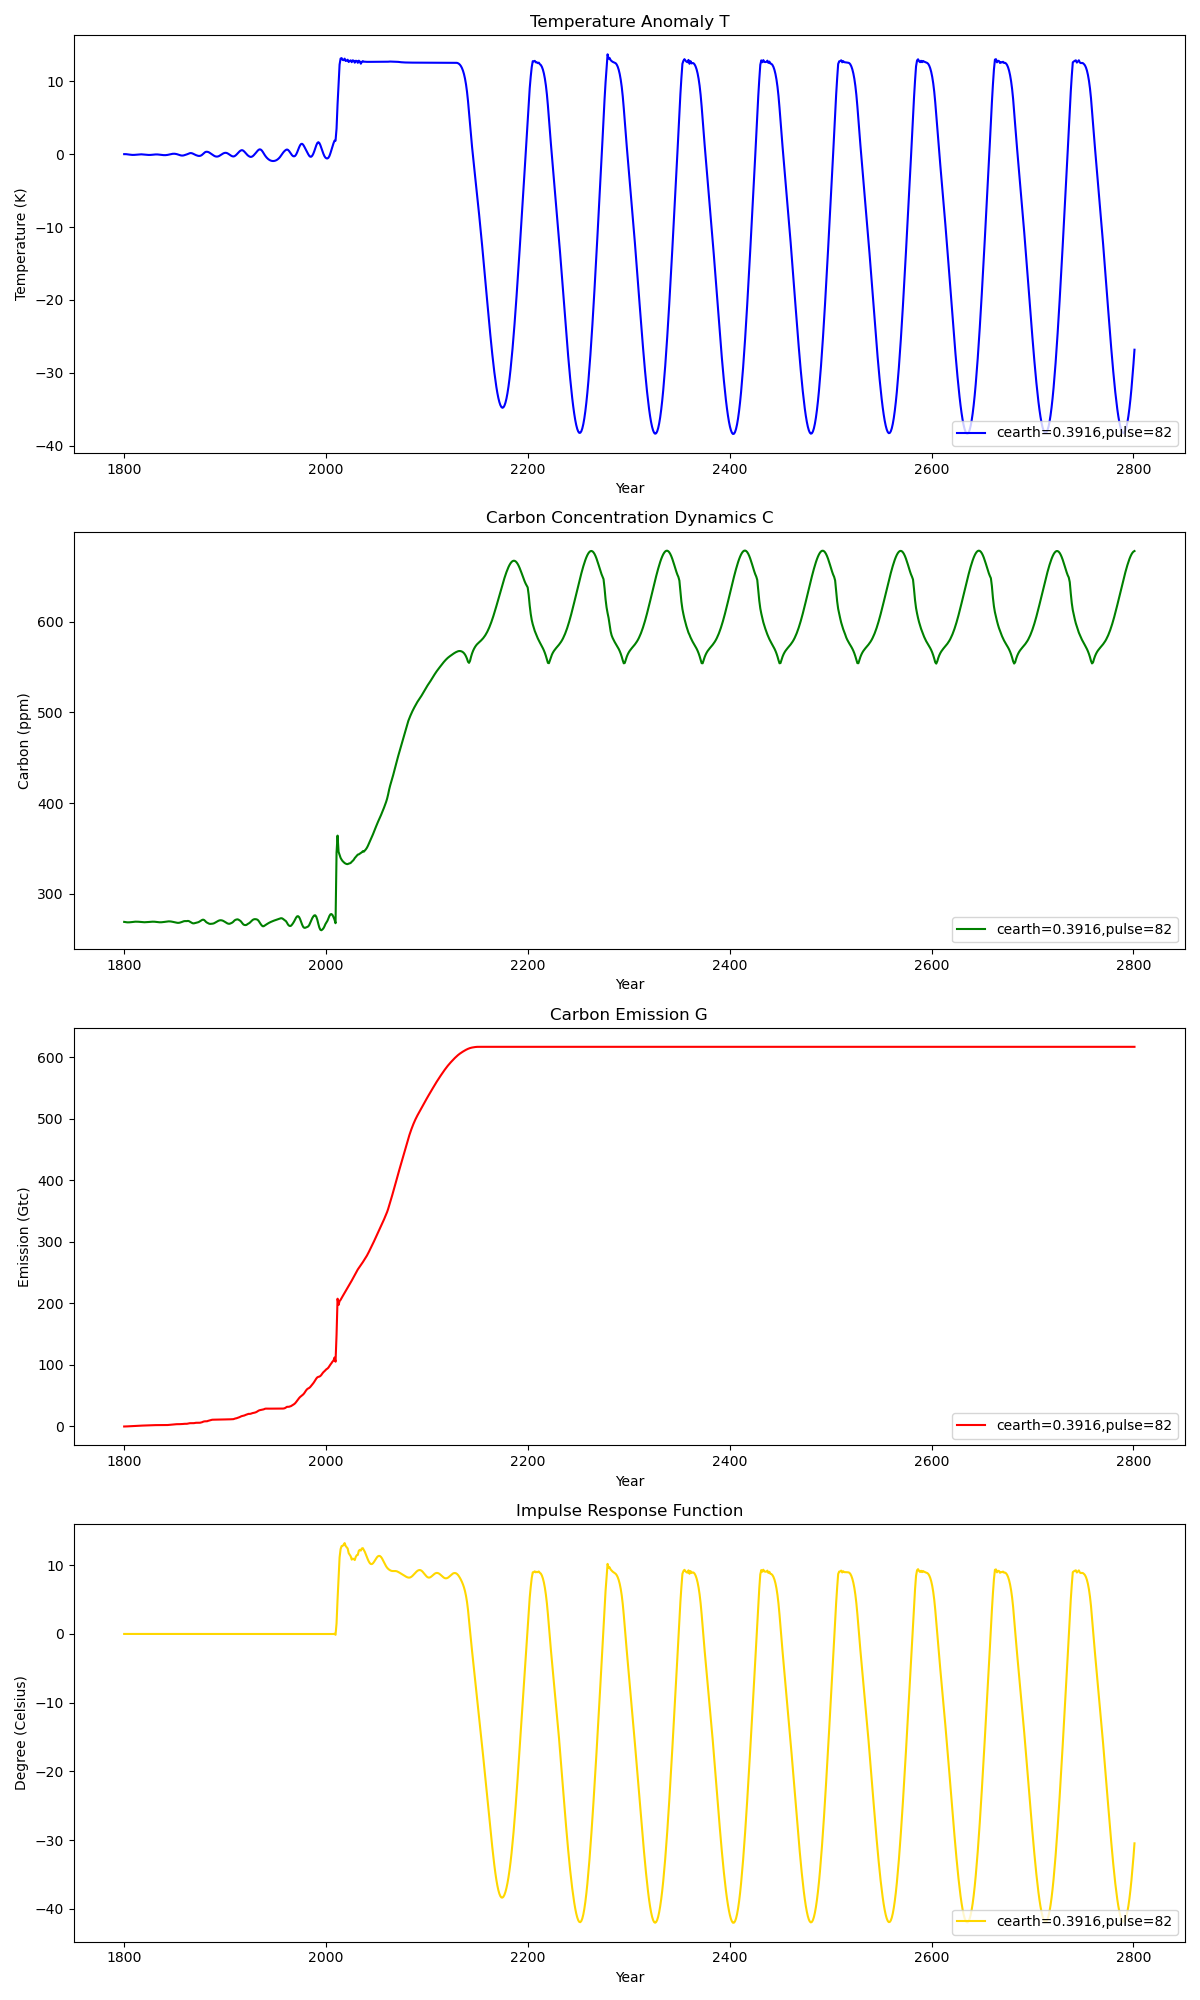 Temperature Anomaly T
10
0
−10
−20
−30
−40
Temperature (K)
cearth=0.3916,pulse=82
1800 2000 2200 2400 2600 2800
Year
Carbon Concentration Dynamics C
600
500
400
300
Carbon (ppm)
cearth=0.3916,pulse=82
1800 2000 2200 2400 2600 2800
Year
Carbon Emission G
600
500
400
300
200
100
0
Emission (Gtc)
cearth=0.3916,pulse=82
1800 2000 2200 2400 2600 2800
Year
Impulse Response Function
10
0
−10
−20
−30
−40
Degree (Celsius)
cearth=0.3916,pulse=82
1800 2000 2200 2400 2600 2800
Year